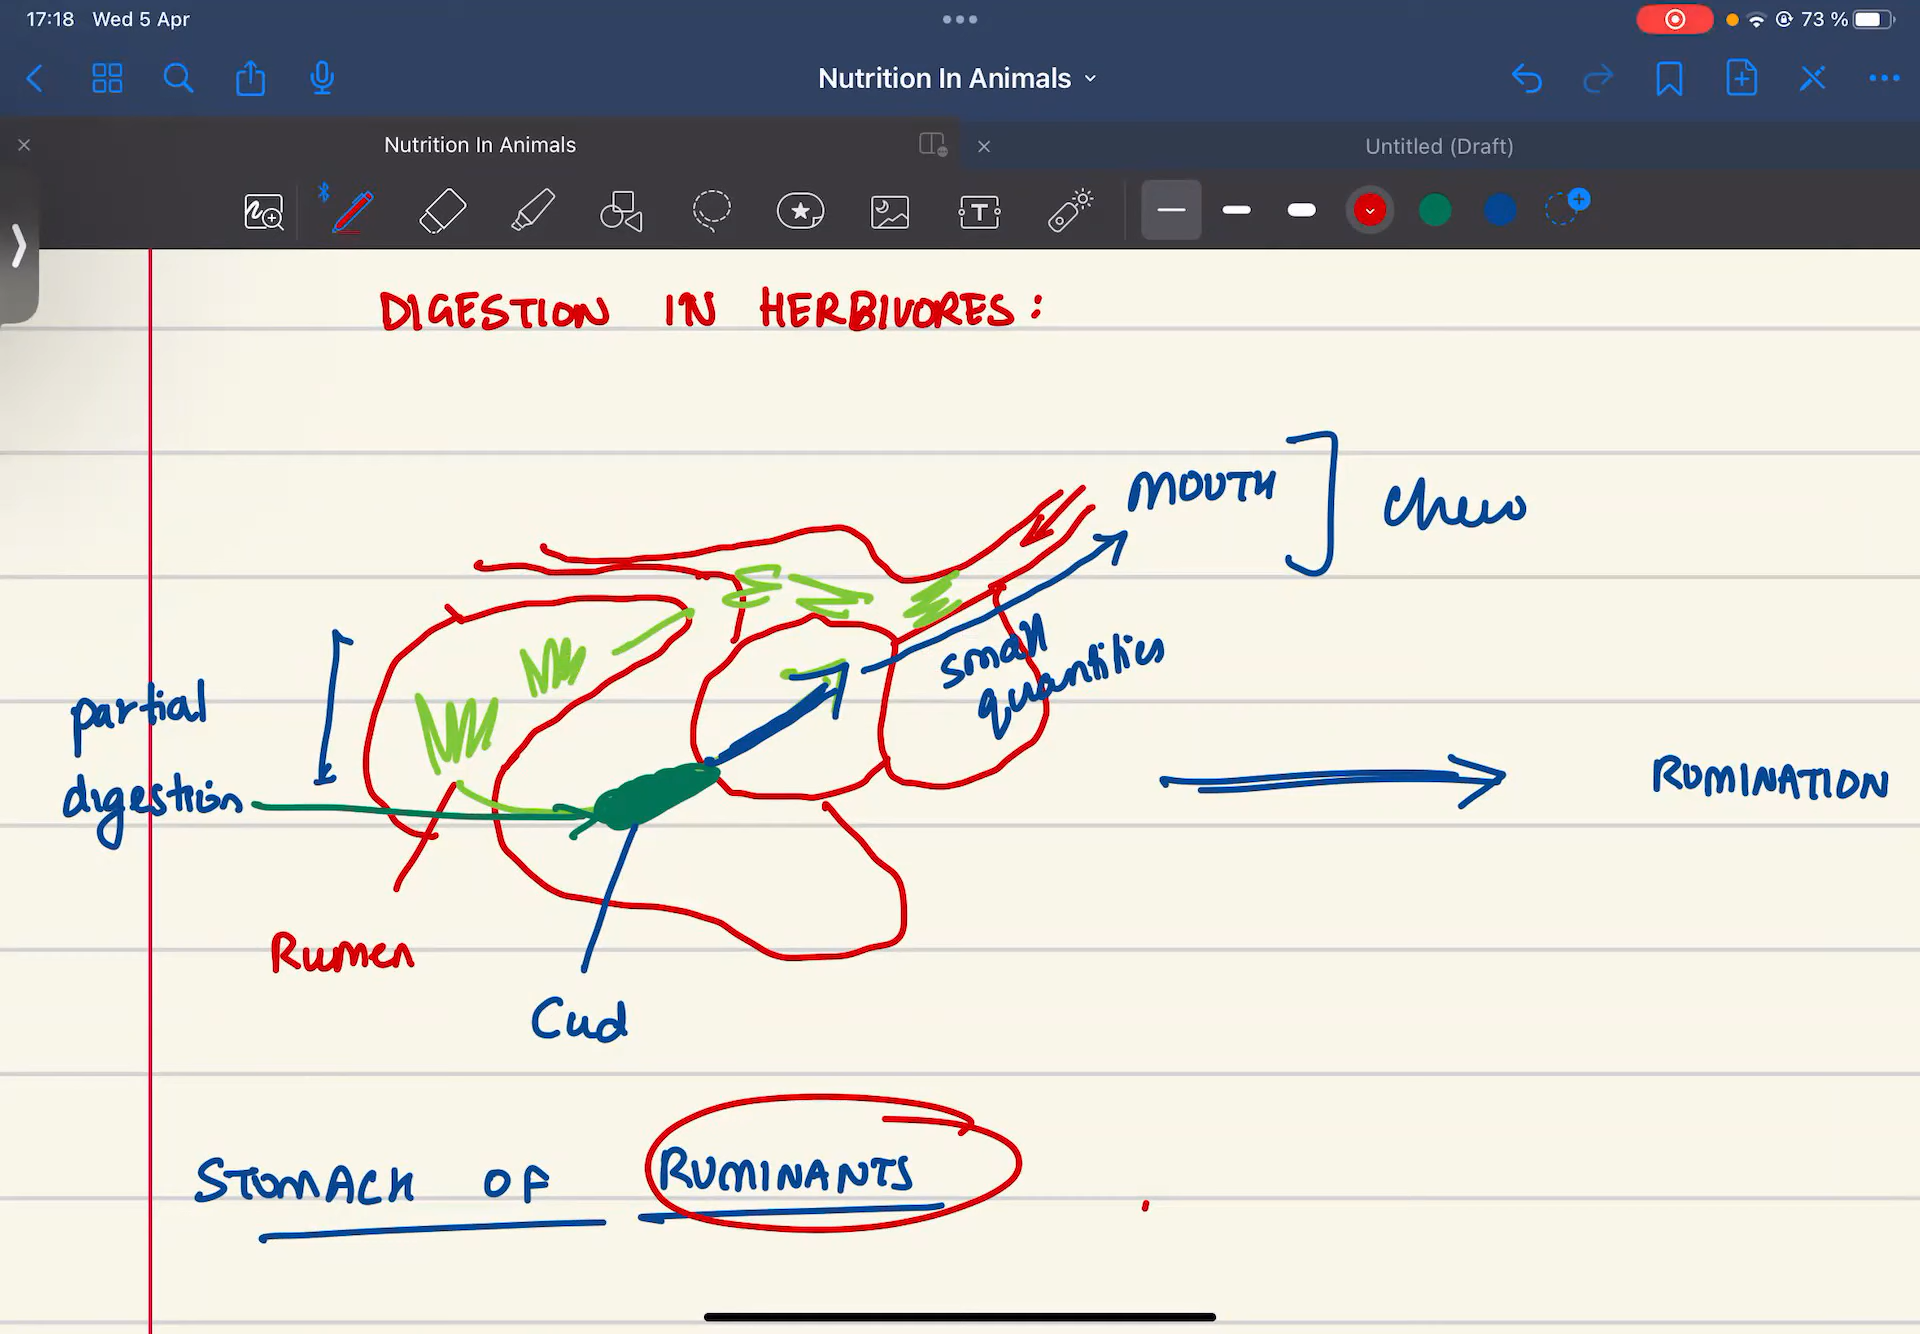 17:18 Wed 5 Apr
73 %
Nutrition In Animals
Nutrition In Animals
Untitled (Draft)
T
DIGESTION IN HERBIVORES:
MOUTH
Chew
small
quantities
partial
digestion
RUMINATION
Rumen
Cud
STOMACH OF RUMINANTS